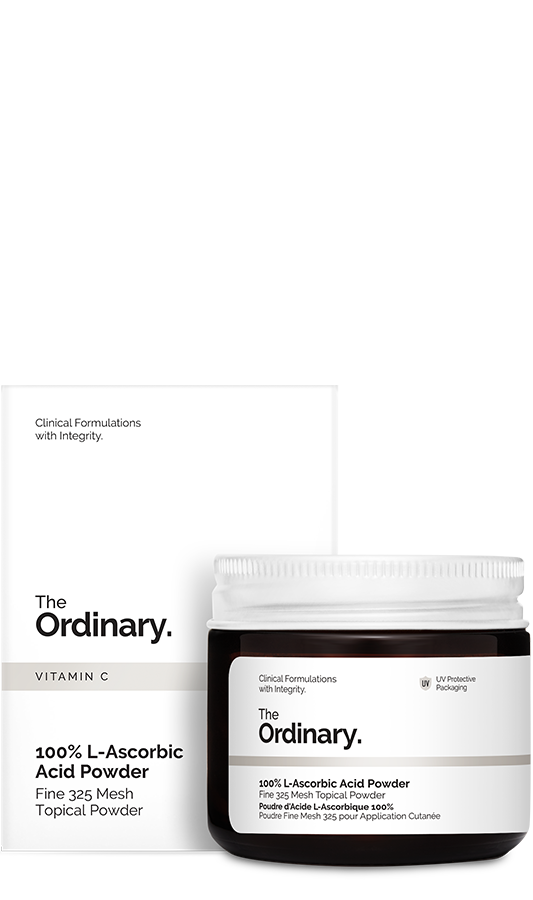 Clinical Formulations
with Integrity.
The
Ordinary.
VITAMIN C
100% L-Ascorbic
Acid Powder
Fine 325 Mesh
Topical Powder
Clinical Formulations
with Integrity.
UV
UV Protective
Packaging
The
Ordinary.
100% L-Ascorbic Acid Powder
Fine 325 Mesh Topical Powder
Poudre d'Acide L-Ascorbique 100%
Poudre Fine Mesh 325 pour Application Cutanée